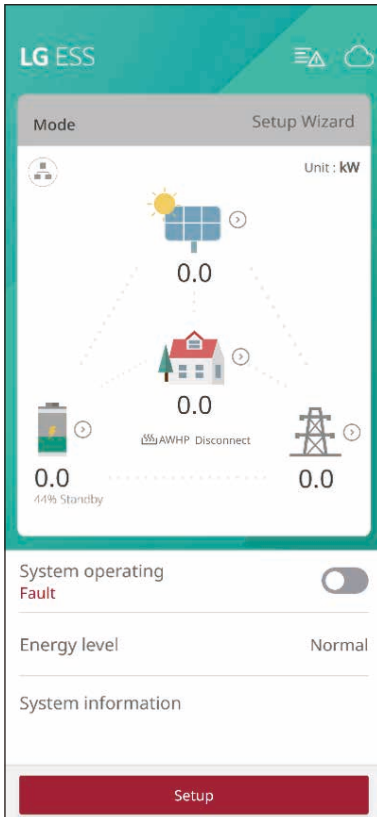 LG ESS
Mode Setup Wizard
Unit : kW
0.0
0.0
AWHP Disconnect
0.0
44% Standby
0.0
System operating
Fault
Energy level Normal
System information
Setup